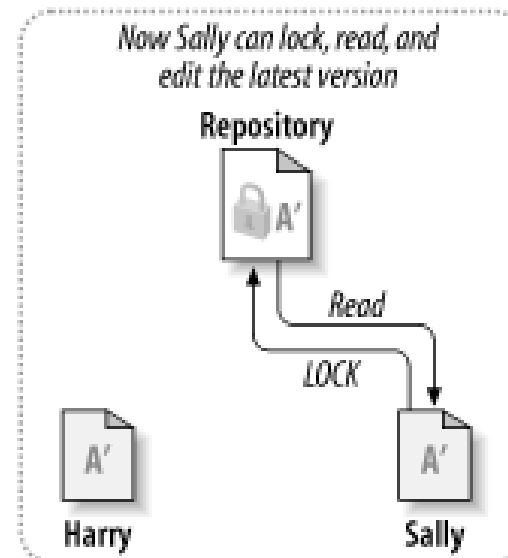 Now Sally can lock, read, and
edit the latest version
Repository
A′
Read
LOCK
A′
A′
Harry
Sally